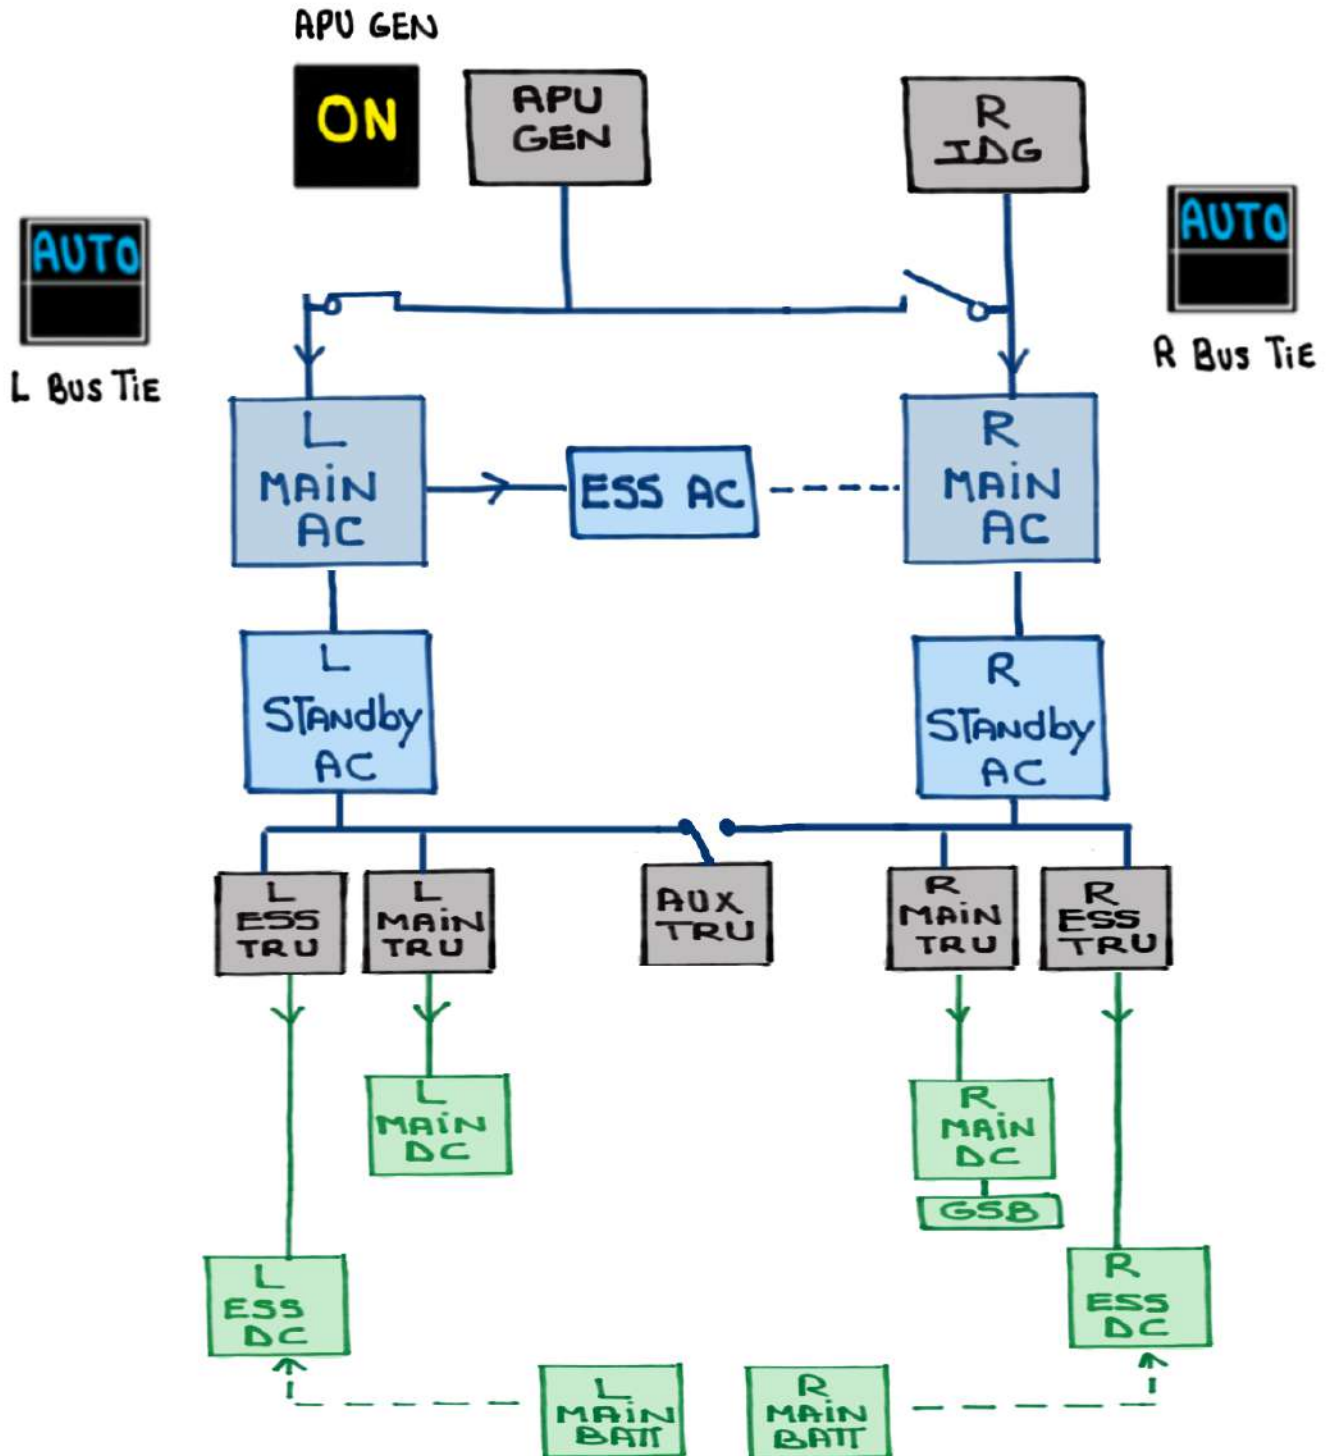 APU GEN
ON
APU
GEN
R
IDG
AUTO
L BUS TiE
AUTO
R BUS TiE
L
MAiN
AC
ESS AC
R
MAiN
AC
L
STANdby
AC
R
STANdby
AC
L
ESS
TRU
L
MAiN
TRU
AUX
TRU
R
MAiN
TRU
R
ESS
TRU
L
MAiN
DC
R
MAiN
DC
GSB
L
ESS
DC
R
ESS
DC
L
MAiN
BATT
R
MAiN
BATT